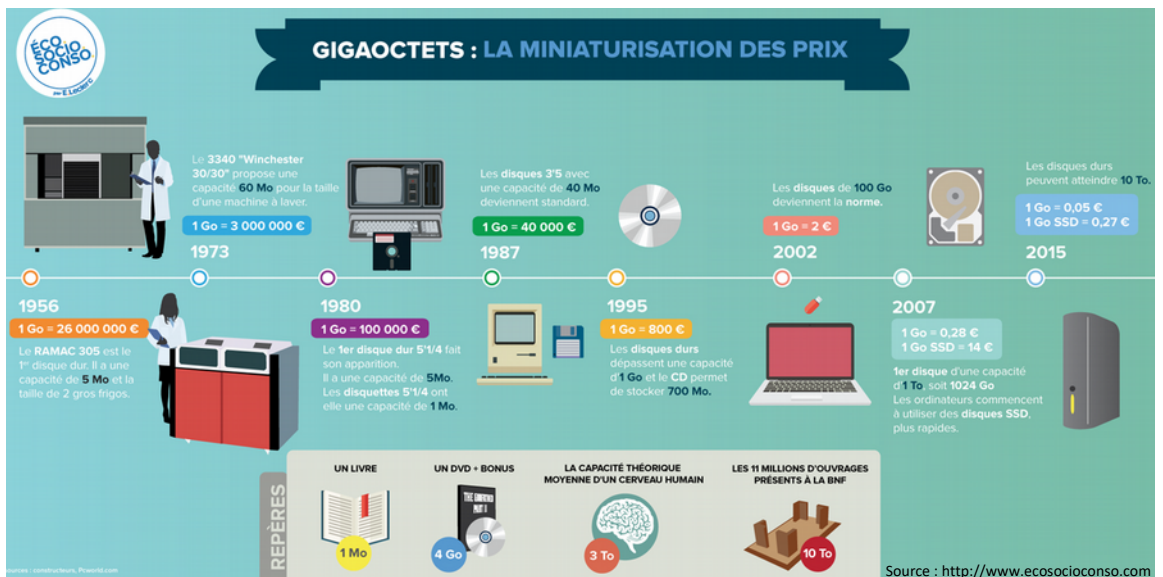 ÉCO
SOCIO
CONSO.
par E.Leclerc
GIGAOCTETS : LA MINIATURISATION DES PRIX
1956
1 Go = 26 000 000 €
Le RAMAC 305 est le
1er disque dur. Il a une
capacité de 5 Mo et la
taille de 2 gros frigos.
Le 3340 "Winchester
30/30" propose une
capacité 60 Mo pour la taille
d'une machine à laver.
1 Go = 3 000 000 €
1973
1980
1 Go = 100 000 €
Le 1er disque dur 5'1/4 fait
son apparition.
Il a une capacité de 5Mo.
Les disquettes 5'1/4 ont
elle une capacité de 1 Mo.
Les disques 3'5 avec
une capacité de 40 Mo
deviennent standard.
1 Go = 40 000 €
1987
1995
1 Go = 800 €
Les disques durs
dépassent une capacité
d'1 Go et le CD permet
de stocker 700 Mo.
Les disques de 100 Go
deviennent la norme.
1 Go = 2 €
2002
2007
1 Go = 0,28 €
1 Go SSD = 14 €
1er disque d'une capacité
d'1 To, soit 1024 Go
Les ordinateurs commencent
à utiliser des disques SSD,
plus rapides.
Les disques durs
peuvent atteindre 10 To.
1 Go = 0,05 €
1 Go SSD = 0,27 €
2015
REPÈRES
UN LIVRE
1 Mo
UN DVD + BONUS
THE GODFATHER
PART II
4 Go
LA CAPACITÉ THÉORIQUE
MOYENNE D'UN CERVEAU HUMAIN
3 To
LES 11 MILLIONS D'OUVRAGES
PRÉSENTS À LA BNF
10 To
sources : constructeurs, Pcworld.com
Source : http://www.ecosocioconso.com